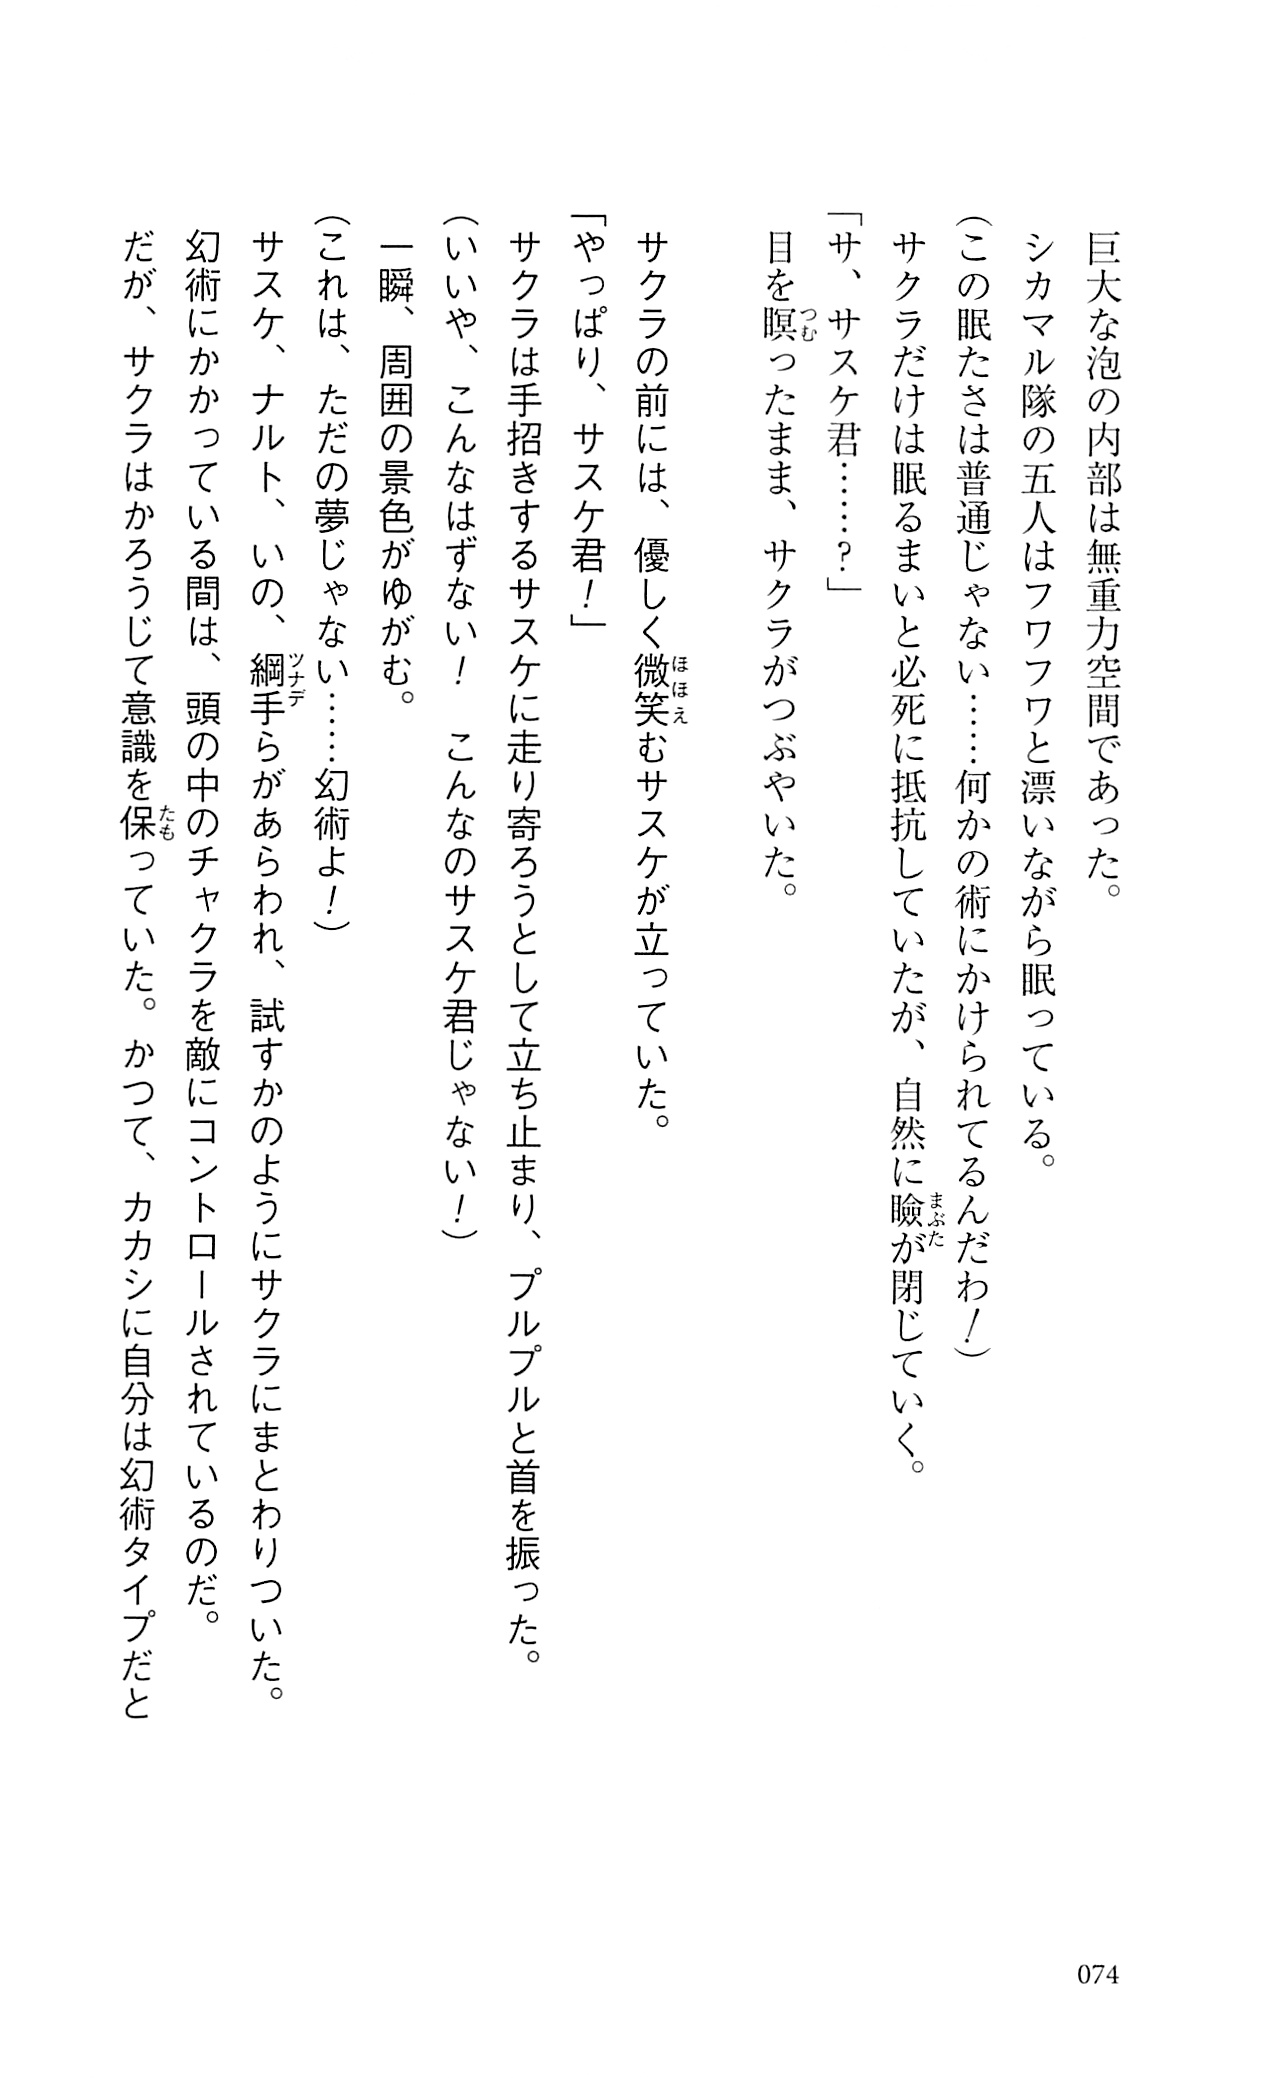 巨大な泡の内部は無重力空間であった。
シカマル隊の五人はフワフワと漂いながら眠っている。
（この眠たさは普通じゃない……何かの術にかけられてるんだわ！）
サクラだけは眠るまいと必死に抵抗していたが、自然に瞼が閉じていく。
「サ、サスケ君……？」
目を瞑ったまま、サクラがつぶやいた。
サクラの前には、優しく微笑むサスケが立っていた。
「やっぱり、サスケ君！」
サクラは手招きするサスケに走り寄ろうとして立ち止まり、プルプルと首を振った。
（いいや、こんなはずない！　こんなのサスケ君じゃない！）
一瞬、周囲の景色がゆがむ。
（これは、ただの夢じゃない……幻術よ！）
サスケ、ナルト、いの、綱手らがあらわれ、試すかのようにサクラにまとわりついた。
幻術にかかっている間は、頭の中のチャクラを敵にコントロールされているのだ。
だが、サクラはかろうじて意識を保っていた。かつて、カカシに自分は幻術タイプだと
074